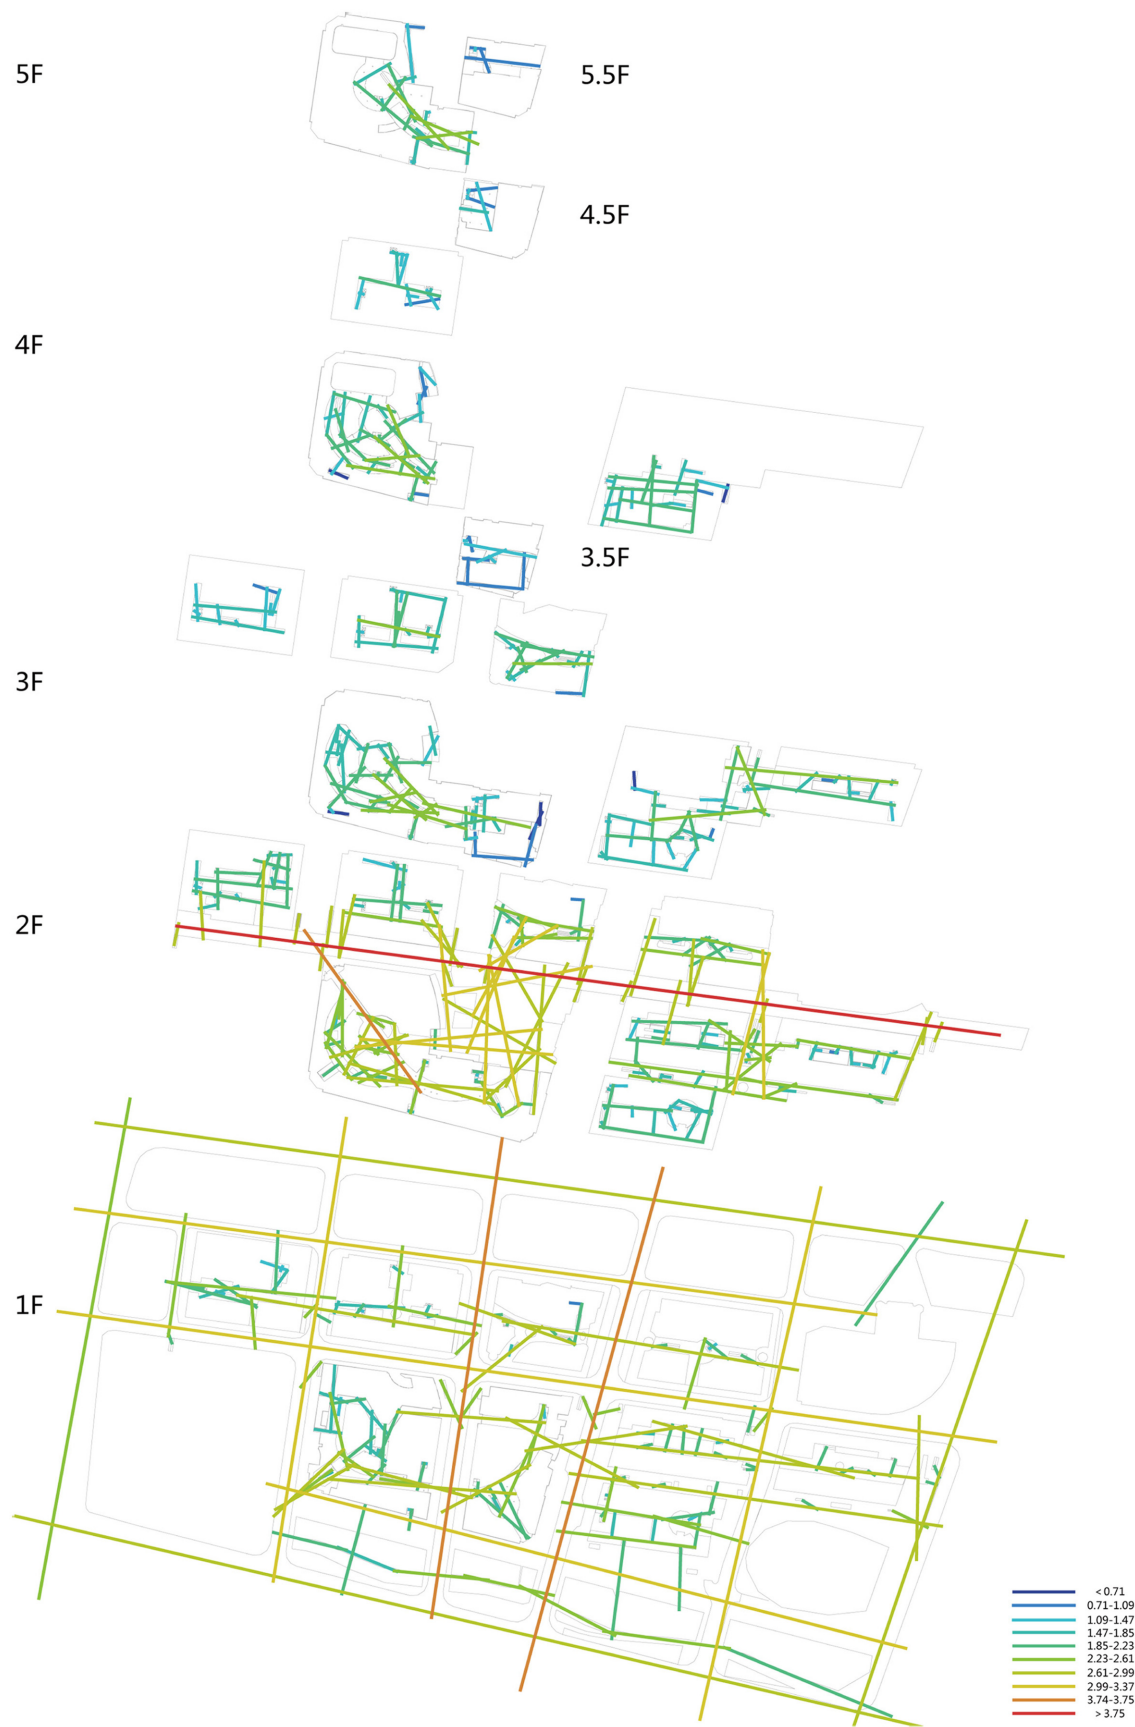 5F
5.5F
4.5F
4F
3.5F
3F
2F
1F
< 0.71
0.71-1.09
1.09-1.47
1.47-1.85
1.85-2.23
2.23-2.61
2.61-2.99
2.99-3.37
3.74-3.75
> 3.75